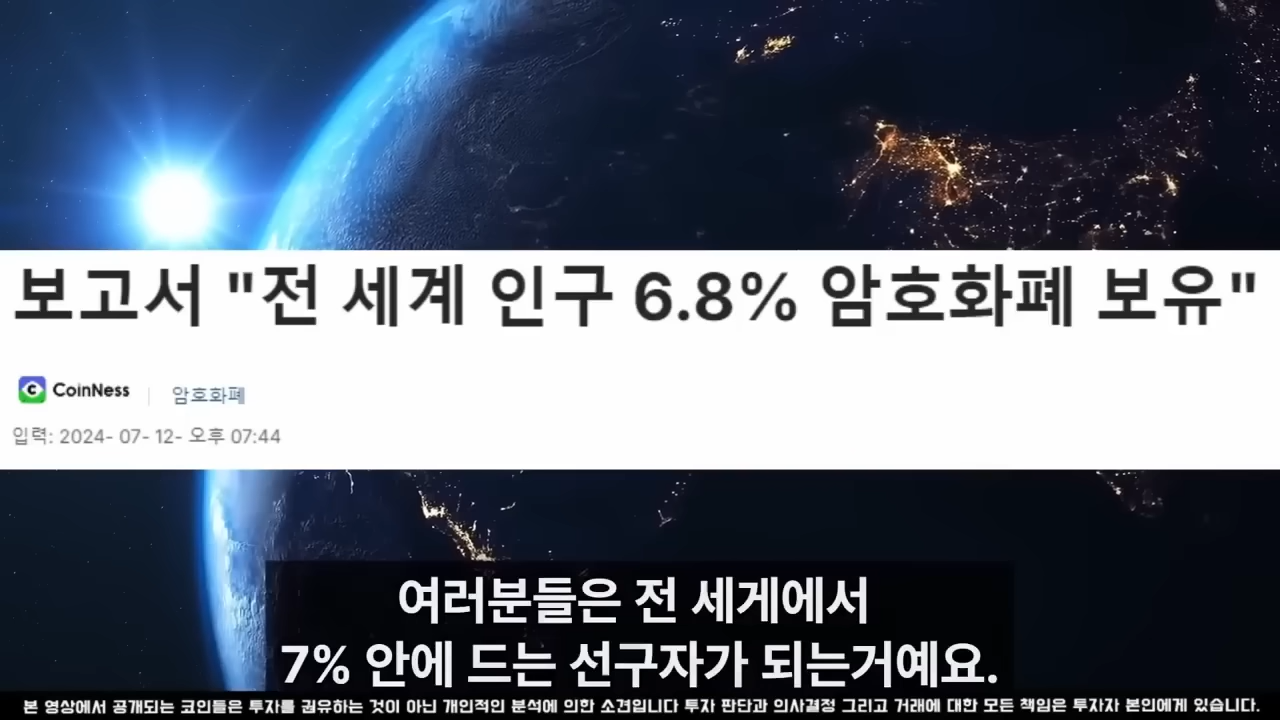 보고서 "전 세계 인구 6.8% 암호화폐 보유"
CoinNess | 암호화폐
입력: 2024- 07- 12- 오후 07:44
여러분들은 전 세게에서
7% 안에 드는 선구자가 되는거예요.
본 영상에서 공개되는 코인들은 투자를 권유하는 것이 아닌 개인적인 분석에 의한 소견입니다 투자 판단과 의사결정 그리고 거래에 대한 모든 책임은 투자자 본인에게 있습니다.